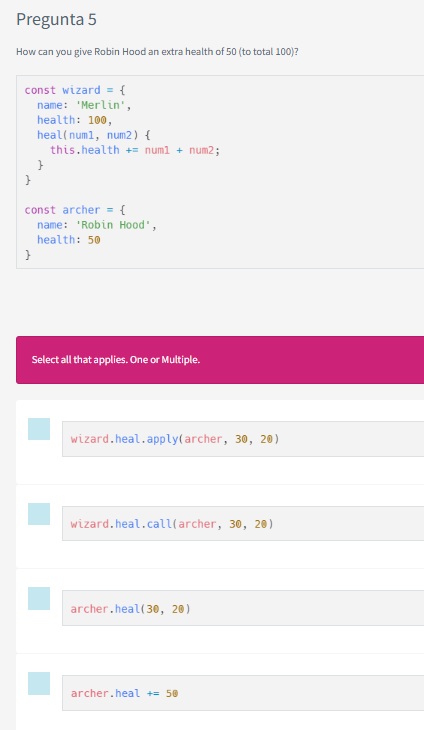 Pregunta 5
How can you give Robin Hood an extra health of 50 (to total 100)?
const wizard = {
  name: 'Merlin',
  health: 100,
  heal(num1, num2) {
    this.health += num1 + num2;
  }
}
const archer = {
  name: 'Robin Hood',
  health: 50
}
Select all that applies. One or Multiple.
wizard.heal.apply(archer, 30, 20)
wizard.heal.call(archer, 30, 20)
archer.heal(30, 20)
archer.heal += 50